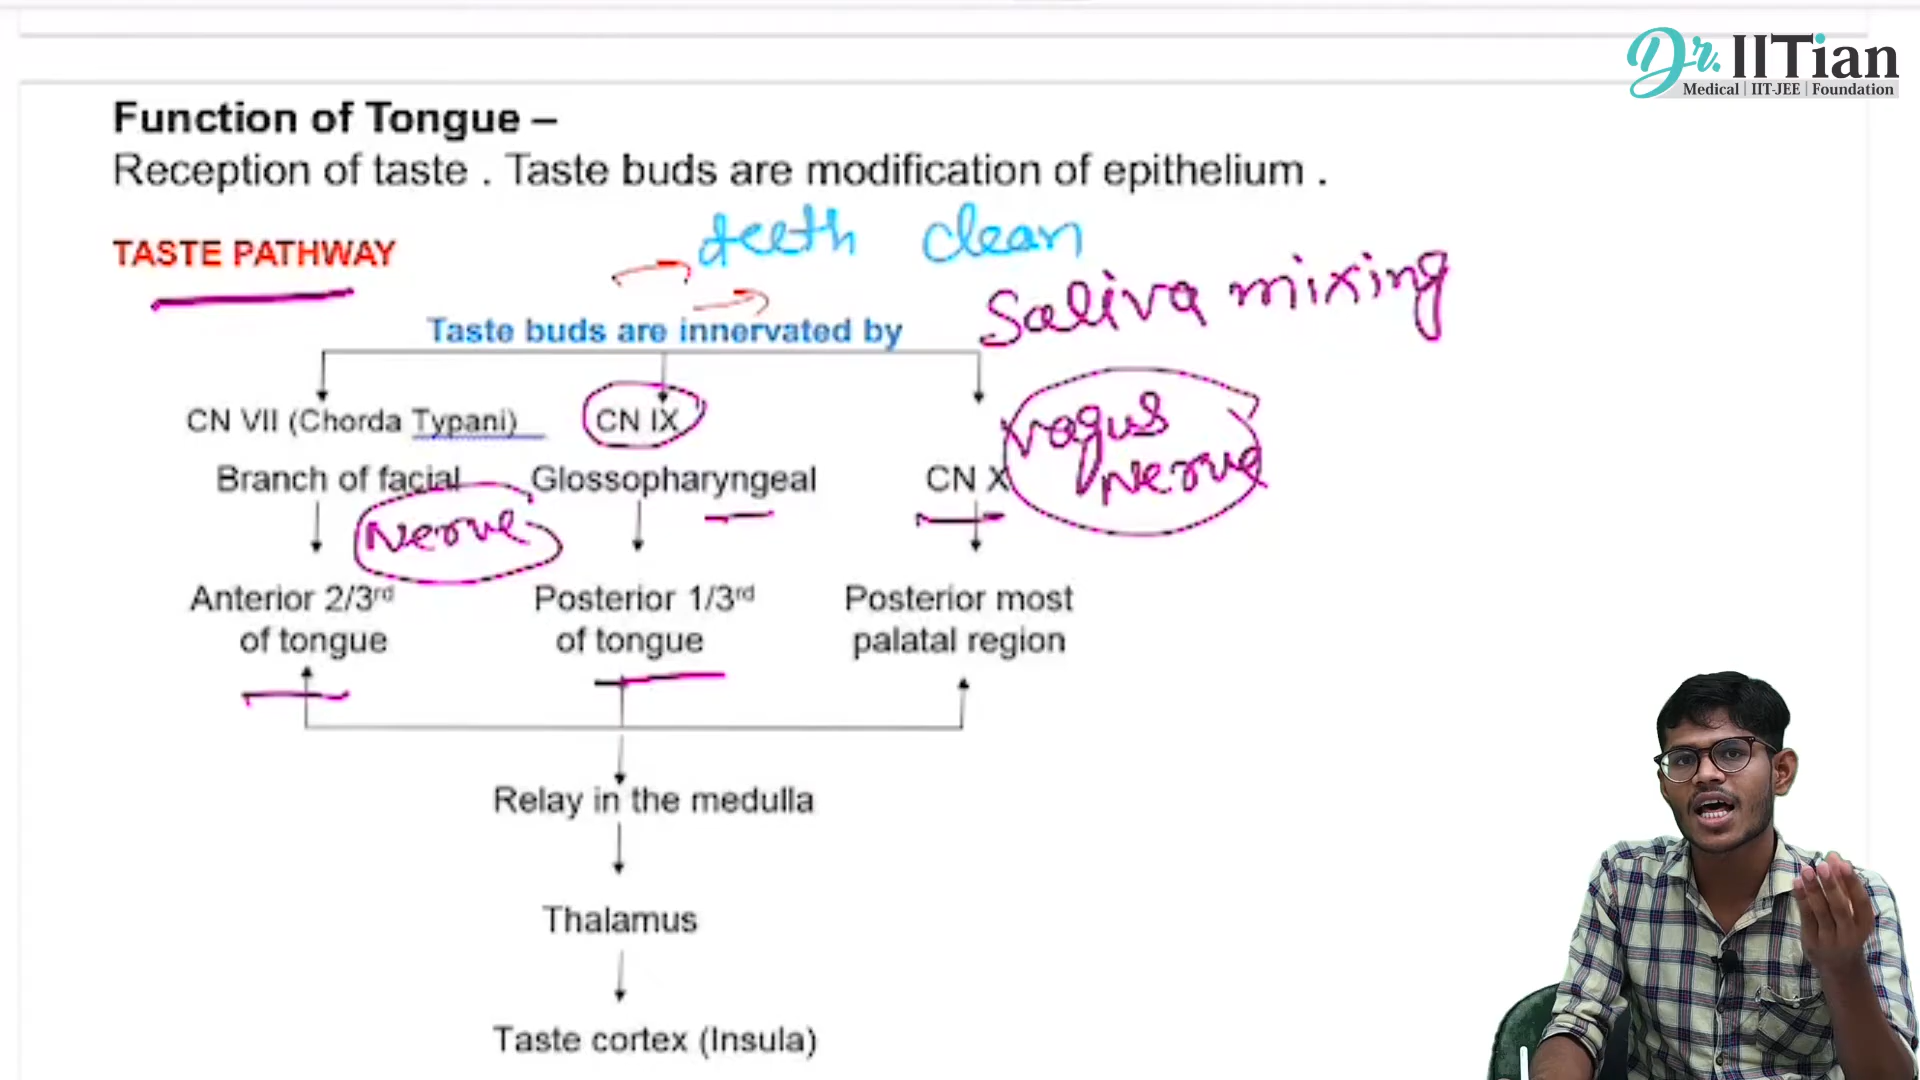 Dr. IITian
Medical | IIT-JEE | Foundation
Function of Tongue –
Reception of taste . Taste buds are modification of epithelium .
teeth clean
TASTE PATHWAY
Saliva mixing
Taste buds are innervated by
CN VII (Chorda Typani) CN IX
vagus
Branch of facial Glossopharyngeal CN X nerve
Nerve
Anterior 2/3rd Posterior 1/3rd Posterior most
of tongue of tongue palatal region
Relay in the medulla
Thalamus
Taste cortex (Insula)